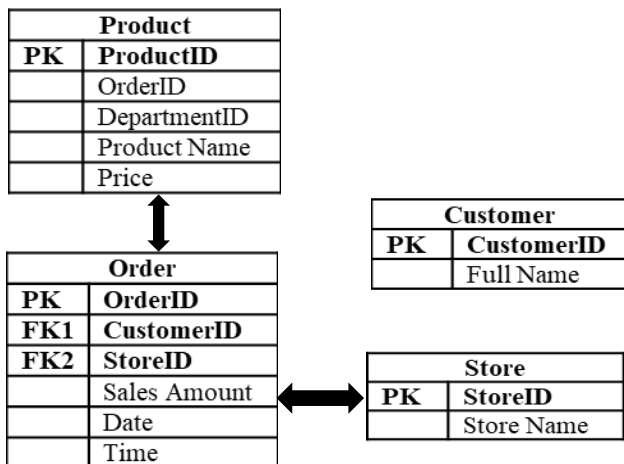 Product
PK ProductID
OrderID
DepartmentID
Product Name
Price
Order
PK OrderID
FK1 CustomerID
FK2 StoreID
Sales Amount
Date
Time
Customer
PK CustomerID
Full Name
Store
PK StoreID
Store Name